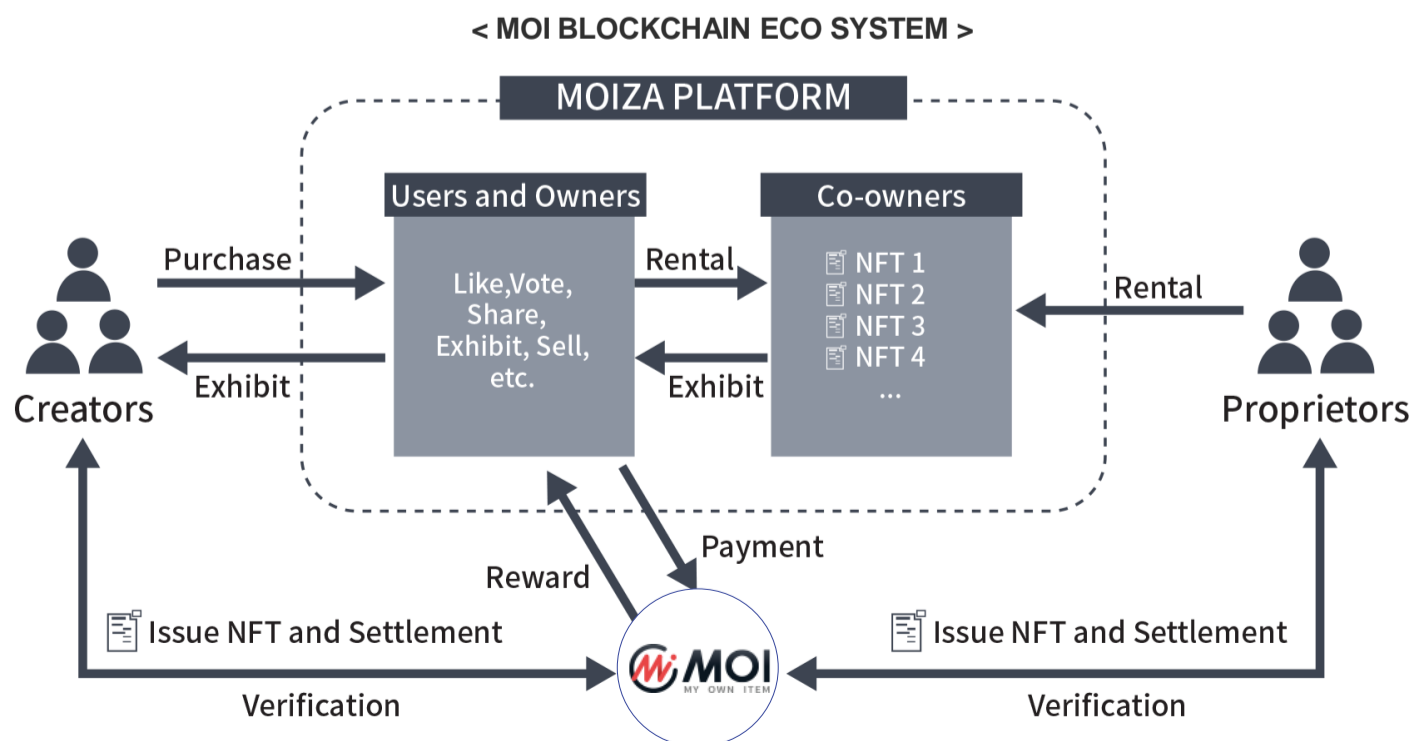 < MOI BLOCKCHAIN ECO SYSTEM >
MOIZA PLATFORM
Users and Owners
Like,Vote,
Share,
Exhibit, Sell,
etc.
Co-owners
NFT 1
NFT 2
NFT 3
NFT 4
...
Purchase
Exhibit
Creators
Rental
Exhibit
Rental
Proprietors
Reward
Payment
Issue NFT and Settlement
Verification
Mi MOI
MY OWN ITEM
Issue NFT and Settlement
Verification